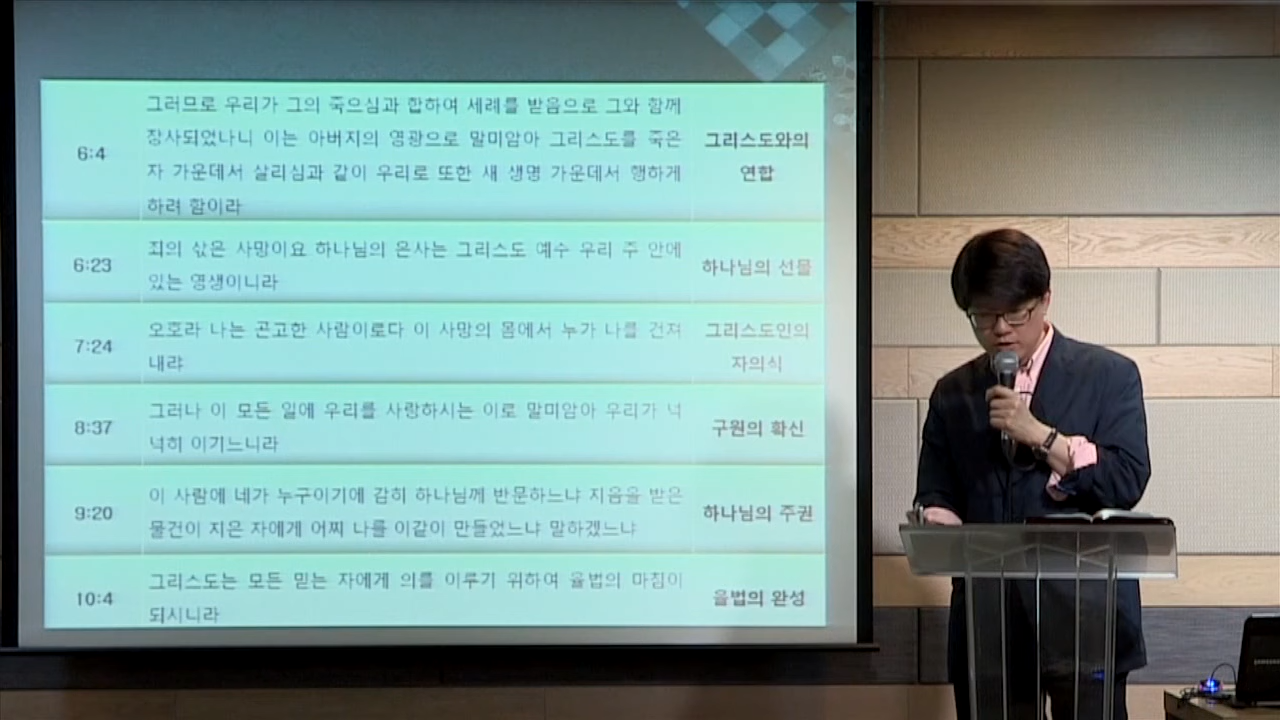 6:4
그러므로 우리가 그의 죽으심과 합하여 세례를 받음으로 그와 함께
장사되었나니 이는 아버지의 영광으로 말미암아 그리스도를 죽은
자 가운데서 살리심과 같이 우리로 또한 새 생명 가운데서 행하게
하려 함이라
그리스도와의
연합
6:23
죄의 삯은 사망이요 하나님의 은사는 그리스도 예수 우리 주 안에
있는 영생이니라
하나님의 선물
7:24
오호라 나는 곤고한 사람이로다 이 사망의 몸에서 누가 나를 건져
내랴
그리스도인의
자의식
8:37
그러나 이 모든 일에 우리를 사랑하시는 이로 말미암아 우리가 넉
넉히 이기느니라
구원의 확신
9:20
이 사람에 네가 누구이기에 감히 하나님께 반문하느냐 지음을 받은
물건이 지은 자에게 어찌 나를 이같이 만들었느냐 말하겠느냐
하나님의 주권
10:4
그리스도는 모든 믿는 자에게 의를 이루기 위하여 율법의 마침이
되시니라
율법의 완성
SAMSUNG